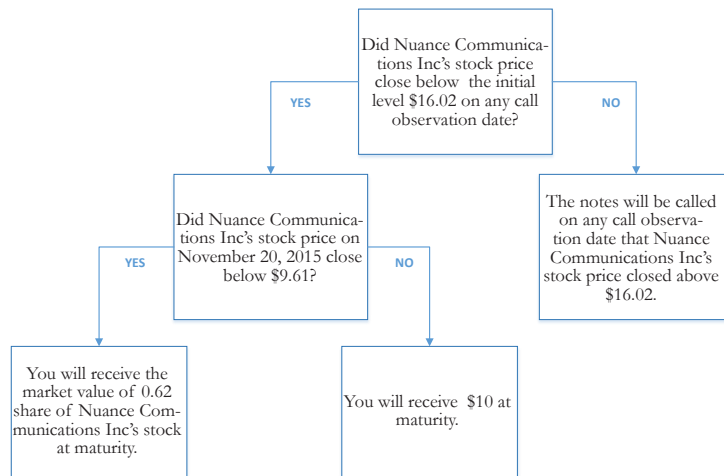 Did Nuance Communica-
tions Inc's stock price
close below the initial
level $16.02 on any call
observation date?
YES
NO
Did Nuance Communica-
tions Inc's stock price on
November 20, 2015 close
below $9.61?
The notes will be called
on any call observa-
tion date that Nuance
Communications Inc's
stock price closed above
$16.02.
YES
NO
You will receive the
market value of 0.62
share of Nuance Com-
munications Inc's stock
at maturity.
You will receive $10 at
maturity.